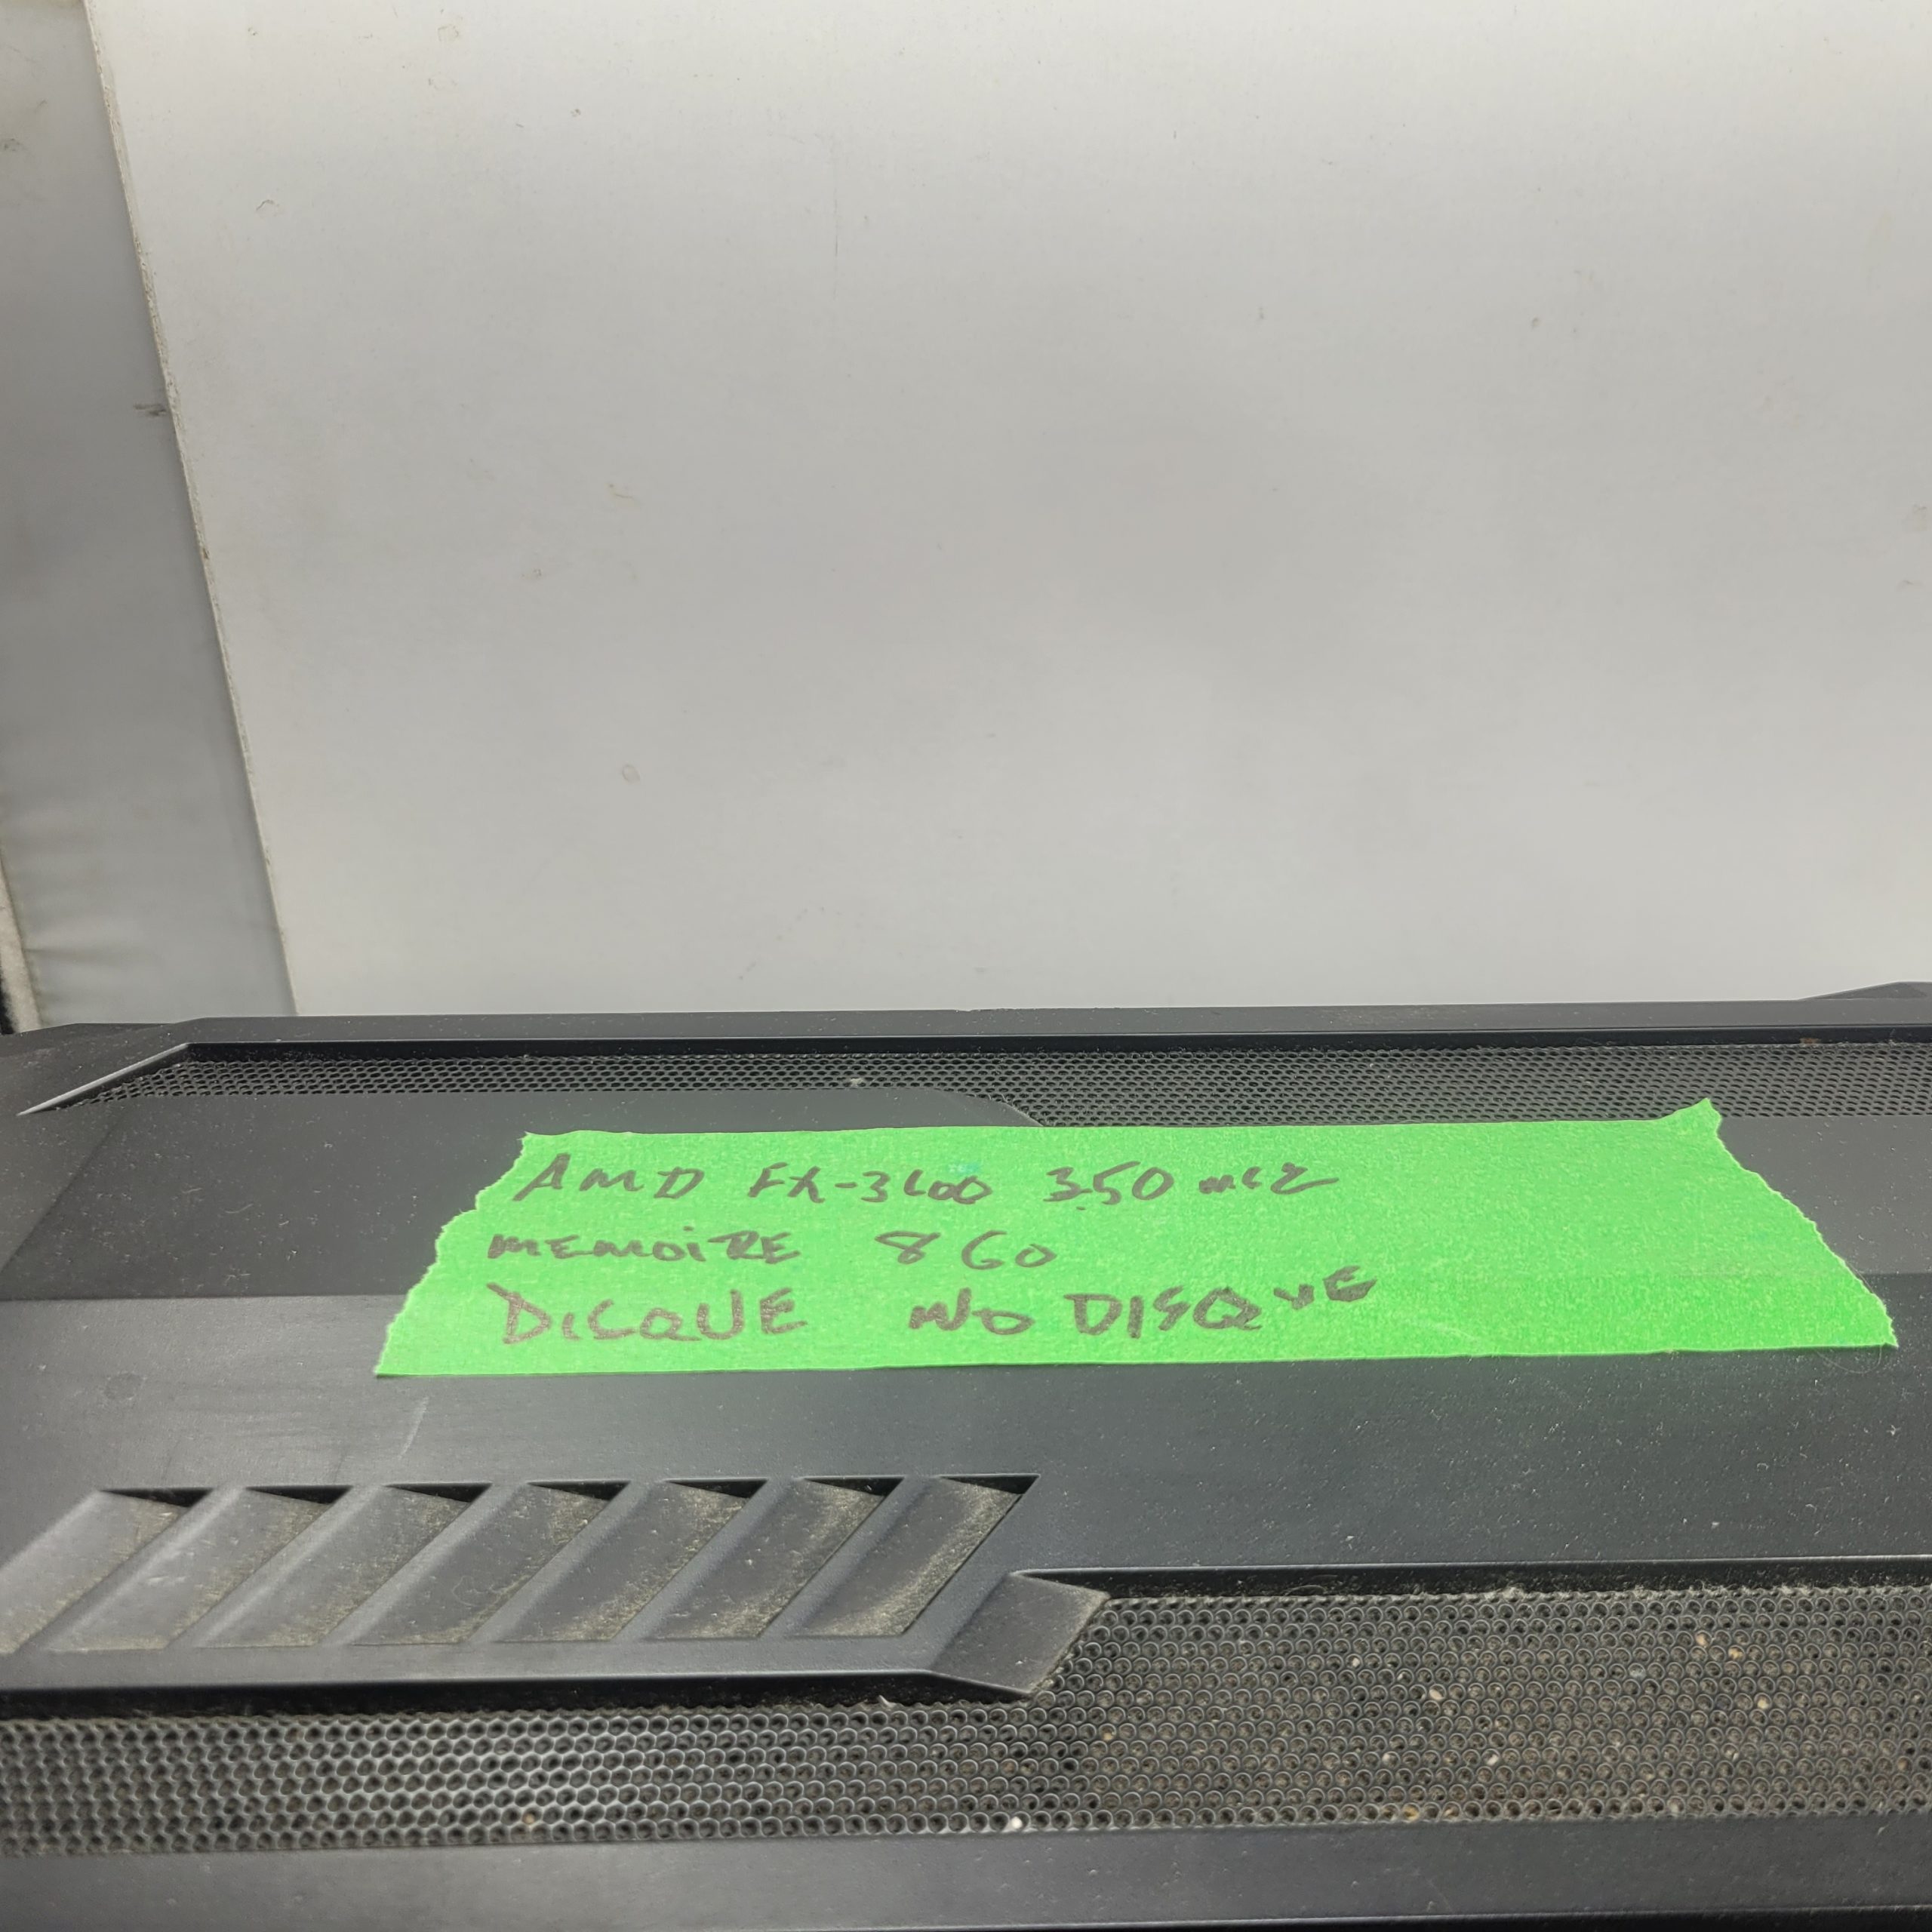 AMD FX-3600 3.50 MHZ
MEMOIRE 8 GO
DISQUE NO DISQUE